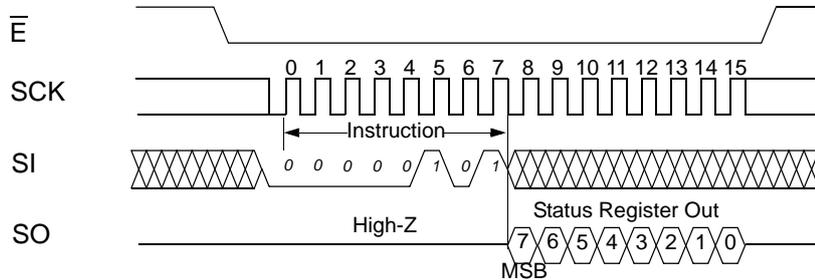 E
SCK 0 1 2 3 4 5 6 7 8 9 10 11 12 13 14 15
Instruction
SI 0 0 0 0 0 1 0 1
High-Z Status Register Out
SO 7 6 5 4 3 2 1 0
MSB